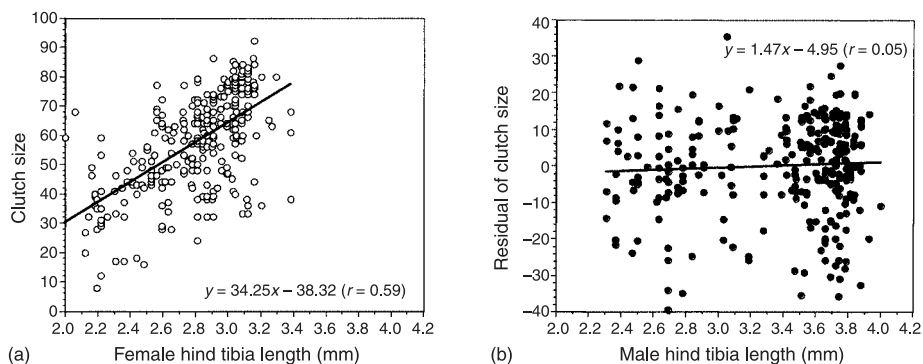 (a)
Clutch size
100
90
80
70
60
50
40
30
20
10
0
y = 34.25x – 38.32 (r = 0.59)
2.0 2.2 2.4 2.6 2.8 3.0 3.2 3.4 3.6 3.8 4.0 4.2
Female hind tibia length (mm)
(b)
Residual of clutch size
40
30
20
10
0
–10
–20
–30
–40
y = 1.47x – 4.95 (r = 0.05)
2.0 2.2 2.4 2.6 2.8 3.0 3.2 3.4 3.6 3.8 4.0 4.2
Male hind tibia length (mm)